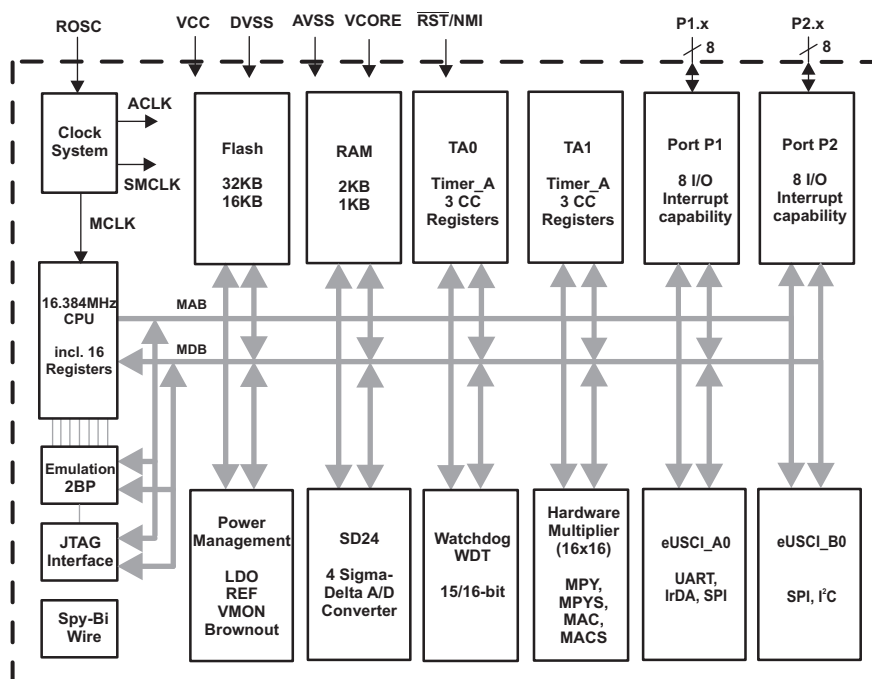 ROSC
VCC
DVSS
AVSS
VCORE
RST/NMI
P1.x
P2.x
8
8
Clock
System
ACLK
SMCLK
MCLK
Flash
32KB
16KB
RAM
2KB
1KB
TA0
Timer_A
3 CC
Registers
TA1
Timer_A
3 CC
Registers
Port P1
8 I/O
Interrupt
capability
Port P2
8 I/O
Interrupt
capability
16.384MHz
CPU
incl. 16
Registers
MAB
MDB
Emulation
2BP
JTAG
Interface
Spy-Bi
Wire
Power
Management
LDO
REF
VMON
Brownout
SD24
4 Sigma-
Delta A/D
Converter
Watchdog
WDT
15/16-bit
Hardware
Multiplier
(16x16)
MPY,
MPYS,
MAC,
MACS
eUSCI_A0
UART,
IrDA, SPI
eUSCI_B0
SPI, I²C